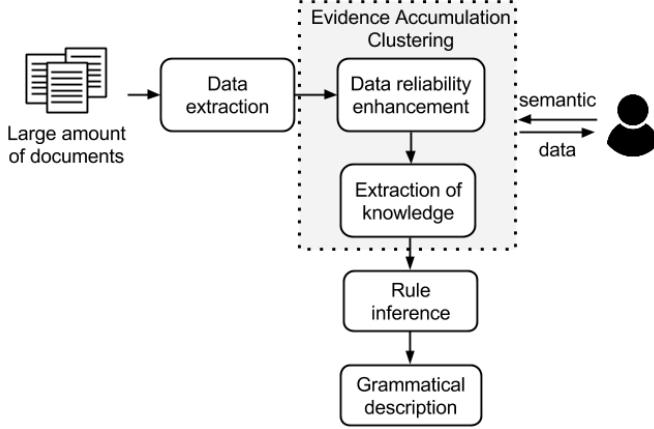 Evidence Accumulation
Clustering
Large amount
of documents
Data
extraction
Data reliability
enhancement
semantic
data
Extraction of
knowledge
Rule
inference
Grammatical
description